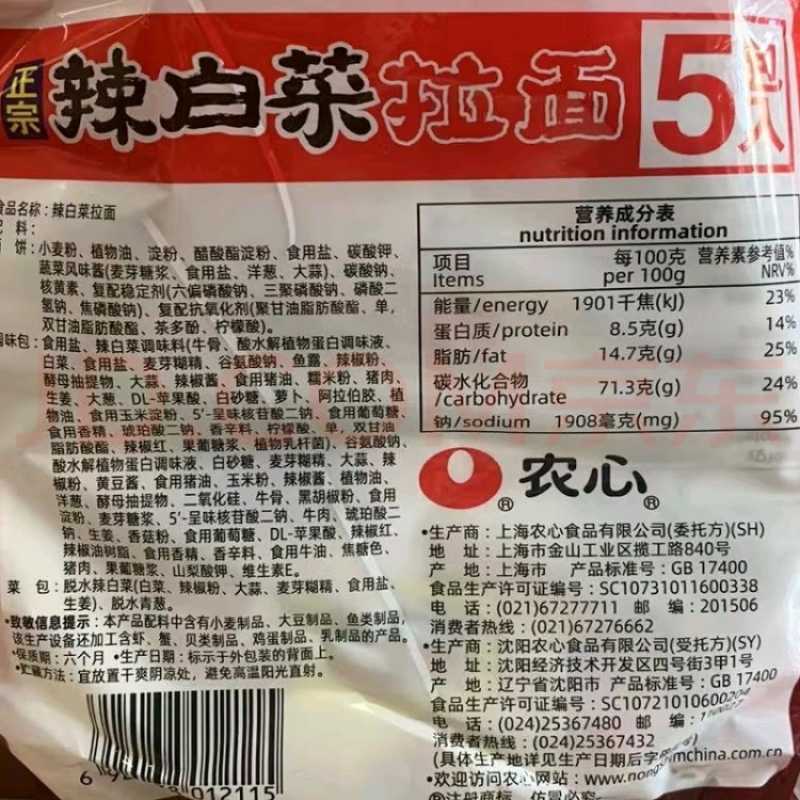 正宗
辣白菜拉面
5包入
食品名称：辣白菜拉面
配 料：
面 饼：小麦粉、植物油、淀粉、醋酸酯淀粉、食用盐、碳酸钾、
蔬菜风味酱(麦芽糖浆、食用盐、洋葱、大蒜)、碳酸钠、
核黄素、复配稳定剂(六偏磷酸钠、三聚磷酸钠、磷酸二
氢钠、焦磷酸钠)、复配抗氧化剂(聚甘油脂肪酸酯、单，
双甘油脂肪酸酯、茶多酚、柠檬酸)。
调味包：食用盐、辣白菜调味料(牛骨、酸水解植物蛋白调味液、
白菜、食用盐、麦芽糊精、谷氨酸钠、鱼露、辣椒粉、
酵母抽提物、大蒜、辣椒酱、食用猪油、糯米粉、猪肉、
生姜、大葱、DL-苹果酸、白砂糖、萝卜、阿拉伯胶、植
物油、食用玉米淀粉、5'-呈味核苷酸二钠、食用葡萄糖、
食用香精、琥珀酸二钠、香辛料、柠檬酸、单，双甘油
脂肪酸酯、辣椒红、果葡糖浆、植物乳杆菌)、谷氨酸钠、
酸水解植物蛋白调味液、白砂糖、麦芽糊精、大蒜、辣
椒粉、黄豆酱、食用猪油、玉米粉、辣椒酱、植物油、
洋葱、酵母抽提物、二氧化硅、牛骨、黑胡椒粉、食用
淀粉、麦芽糖浆、5'-呈味核苷酸二钠、牛肉、琥珀酸二
钠、生姜、香菇粉、食用葡萄糖、DL-苹果酸、辣椒红、
辣椒油树脂、食用香精、香辛料、食用牛油、焦糖色、
猪肉、果葡糖浆、山梨酸钾、维生素E。
菜 包：脱水辣白菜(白菜、辣椒粉、大蒜、麦芽糊精、食用盐、
生姜)、脱水青葱。
•致敏信息提示：本产品配料中含有小麦制品、大豆制品、鱼类制品，
该生产设备还加工含虾、蟹、贝类制品、鸡蛋制品、乳制品的产品。
•保质期：六个月 •生产日期：标示于外包装的背面上。
•贮藏方法：宜放置干爽阴凉处，避免高温阳光直射。
912115
营养成分表
nutrition information
项目 每100克 营养素参考值%
Items per 100g NRV%
能量/energy 1901千焦(kJ) 23%
蛋白质/protein 8.5克(g) 14%
脂肪/fat 14.7克(g) 25%
碳水化合物 71.3克(g) 24%
/carbohydrate
钠/sodium 1908毫克(mg) 95%
®农心®
•生产商：上海农心食品有限公司(委托方)(SH)
地 址：上海市金山工业区揽工路840号
产 地：上海市 产品标准号：GB 17400
食品生产许可证编号：SC10731011600338
电 话：(021)67277711 邮 编：201506
消费者热线：(021)67276662
•生产商：沈阳农心食品有限公司(受托方)(SY)
地 址：沈阳经济技术开发区四号街3甲1号
产 地：辽宁省沈阳市 产品标准号：GB 17400
食品生产许可证编号：SC10721010600204
电 话：(024)25367480 邮 编：110027
消费者热线：(024)25367432
(具体生产地详见生产日期后字
•欢迎访问农心网站：www.nongshimchina.com.cn
®注册商标 仿冒必究